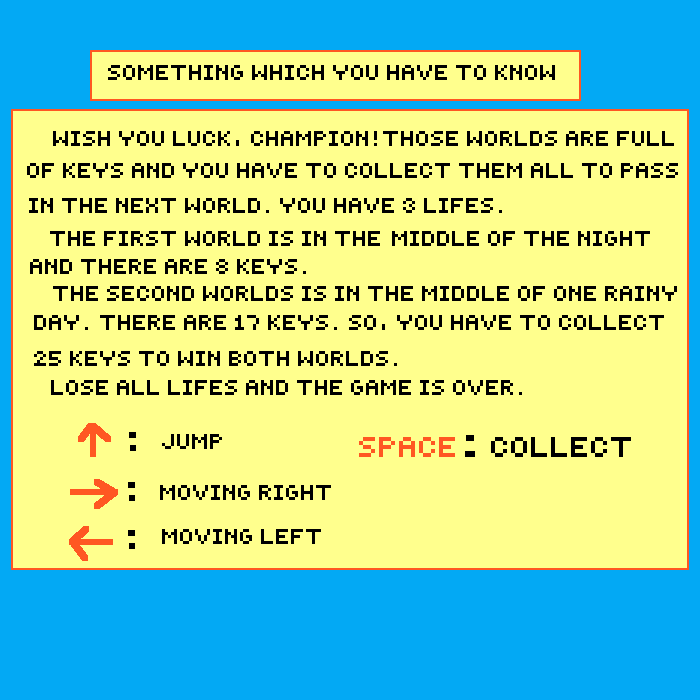 SOMETHING WHICH YOU HAVE TO KNOW
WISH YOU LUCK, CHAMPION! THOSE WORLDS ARE FULL
OF KEYS AND YOU HAVE TO COLLECT THEM ALL TO PASS
IN THE NEXT WORLD. YOU HAVE 3 LIFES.
THE FIRST WORLD IS IN THE MIDDLE OF THE NIGHT
AND THERE ARE 8 KEYS.
THE SECOND WORLDS IS IN THE MIDDLE OF ONE RAINY
DAY. THERE ARE 17 KEYS. SO, YOU HAVE TO COLLECT
25 KEYS TO WIN BOTH WORLDS.
LOSE ALL LIFES AND THE GAME IS OVER.
↑ : JUMP
SPACE: COLLECT
→ : MOVING RIGHT
← : MOVING LEFT